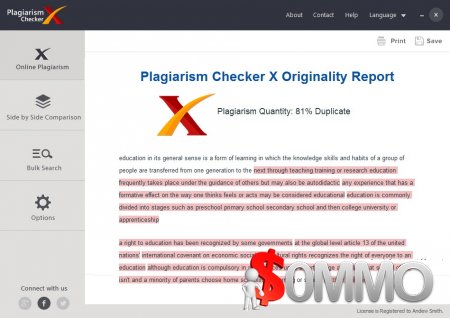 Plagiarism Checker X
About Contact Help Language
Print Save
Online Plagiarism
Side by Side Comparison
Bulk Search
Options
Connect with us
Plagiarism Checker X Originality Report
Plagiarism Quantity: 81% Duplicate
education in its general sense is a form of learning in which the knowledge skills and habits of a group of
people are transferred from one generation to the next through teaching training or research education
frequently takes place under the guidance of others but may also be autodidactic any experience that has a
formative effect on the way one thinks feels or acts may be considered educational education is commonly
divided into stages such as preschool primary school secondary school and then college university or
apprenticeship
a right to education has been recognized by some governments at the global level article 13 of the united
nations' international covenant on economic social rights recognizes the right of everyone to an
education although education is compulsory in
isn't and a minority of parents choose home
$OMMO
License is Registered to Andew Smith.